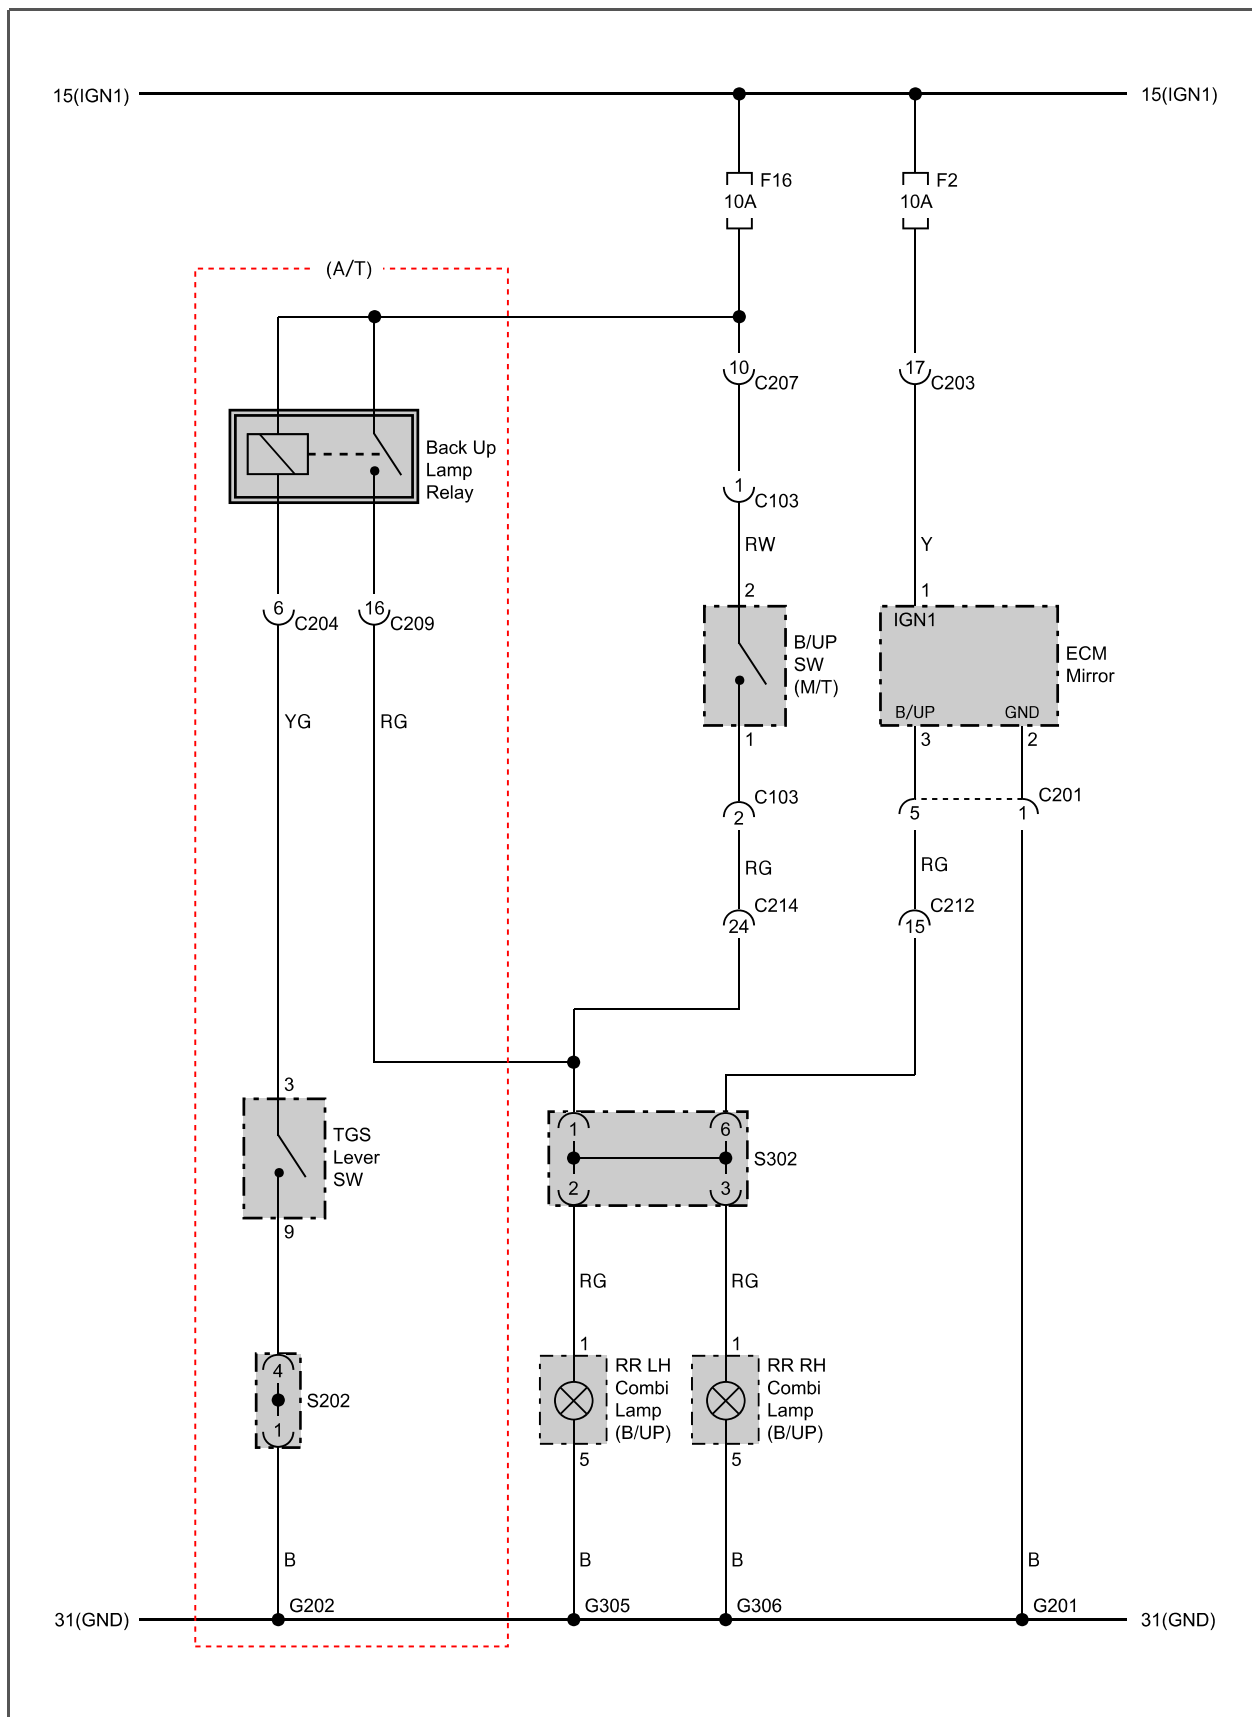 15(IGN1)
15(IGN1)
F16
10A
F2
10A
(A/T)
10
C207
17
C203
Back Up
Lamp
Relay
1
C103
RW
Y
2
1
6
C204
16
C209
B/UP
SW
(M/T)
IGN1
ECM
Mirror
B/UP
GND
YG
RG
1
3
2
C103
2
5
1
C201
RG
RG
C214
24
C212
15
3
TGS
Lever
SW
9
1
6
S302
2
3
RG
RG
1
1
4
S202
1
RR LH
Combi
Lamp
(B/UP)
RR RH
Combi
Lamp
(B/UP)
5
5
B
B
B
B
31(GND)
G202
G305
G306
G201
31(GND)